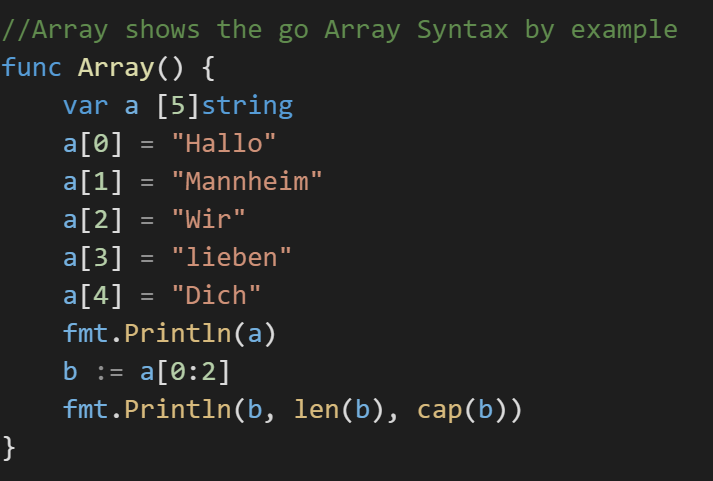 //Array shows the go Array Syntax by example
func Array() {
    var a [5]string
    a[0] = "Hallo"
    a[1] = "Mannheim"
    a[2] = "Wir"
    a[3] = "lieben"
    a[4] = "Dich"
    fmt.Println(a)
    b := a[0:2]
    fmt.Println(b, len(b), cap(b))
}